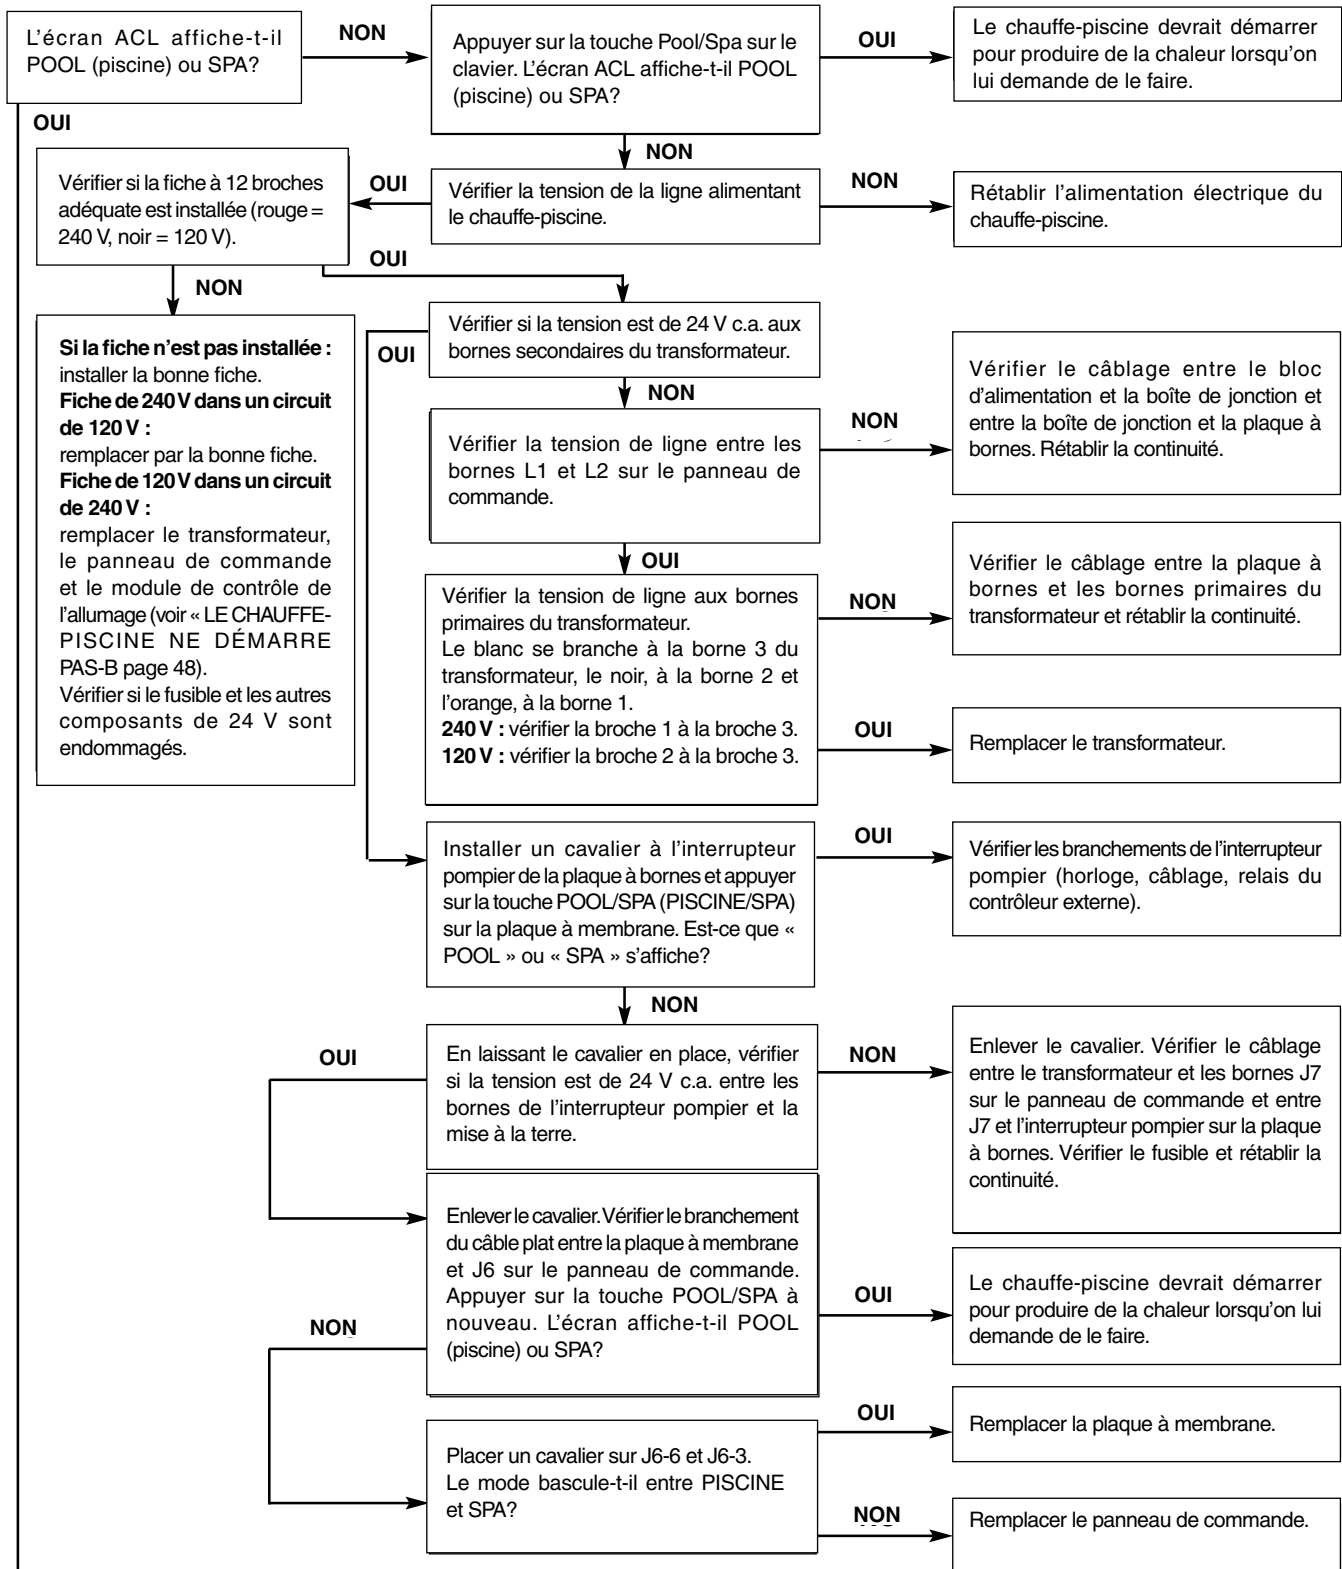 L'écran ACL affiche-t-il
POOL (piscine) ou SPA?
NON
Appuyer sur la touche Pool/Spa sur le
clavier. L'écran ACL affiche-t-il POOL
(piscine) ou SPA?
OUI
Le chauffe-piscine devrait démarrer
pour produire de la chaleur lorsqu'on
lui demande de le faire.
OUI
NON
Vérifier si la fiche à 12 broches
adéquate est installée (rouge =
240 V, noir = 120 V).
OUI
Vérifier la tension de la ligne alimentant
le chauffe-piscine.
NON
Rétablir l'alimentation électrique du
chauffe-piscine.
OUI
NON
Si la fiche n'est pas installée :
installer la bonne fiche.
Fiche de 240 V dans un circuit
de 120 V :
remplacer par la bonne fiche.
Fiche de 120 V dans un circuit
de 240 V :
remplacer le transformateur,
le panneau de commande
et le module de contrôle de
l'allumage (voir « LE CHAUFFE-
PISCINE NE DÉMARRE
PAS-B page 48).
Vérifier si le fusible et les autres
composants de 24 V sont
endommagés.
OUI
Vérifier si la tension est de 24 V c.a. aux
bornes secondaires du transformateur.
NON
Vérifier la tension de ligne entre les
bornes L1 et L2 sur le panneau de
commande.
NON
Vérifier le câblage entre le bloc
d'alimentation et la boîte de jonction et
entre la boîte de jonction et la plaque à
bornes. Rétablir la continuité.
OUI
Vérifier la tension de ligne aux bornes
primaires du transformateur.
Le blanc se branche à la borne 3 du
transformateur, le noir, à la borne 2 et
l'orange, à la borne 1.
240 V : vérifier la broche 1 à la broche 3.
120 V : vérifier la broche 2 à la broche 3.
NON
Vérifier le câblage entre la plaque à
bornes et les bornes primaires du
transformateur et rétablir la continuité.
OUI
Remplacer le transformateur.
Installer un cavalier à l'interrupteur
pompier de la plaque à bornes et appuyer
sur la touche POOL/SPA (PISCINE/SPA)
sur la plaque à membrane. Est-ce que «
POOL » ou « SPA » s'affiche?
OUI
Vérifier les branchements de l'interrupteur
pompier (horloge, câblage, relais du
contrôleur externe).
NON
OUI
En laissant le cavalier en place, vérifier
si la tension est de 24 V c.a. entre les
bornes de l'interrupteur pompier et la
mise à la terre.
NON
Enlever le cavalier. Vérifier le câblage
entre le transformateur et les bornes J7
sur le panneau de commande et entre
J7 et l'interrupteur pompier sur la plaque
à bornes. Vérifier le fusible et rétablir la
continuité.
Enlever le cavalier. Vérifier le branchement
du câble plat entre la plaque à membrane
et J6 sur le panneau de commande.
Appuyer sur la touche POOL/SPA à
nouveau. L'écran affiche-t-il POOL
(piscine) ou SPA?
OUI
Le chauffe-piscine devrait démarrer
pour produire de la chaleur lorsqu'on lui
demande de le faire.
NON
Placer un cavalier sur J6-6 et J6-3.
Le mode bascule-t-il entre PISCINE
et SPA?
OUI
Remplacer la plaque à membrane.
NON
Remplacer le panneau de commande.